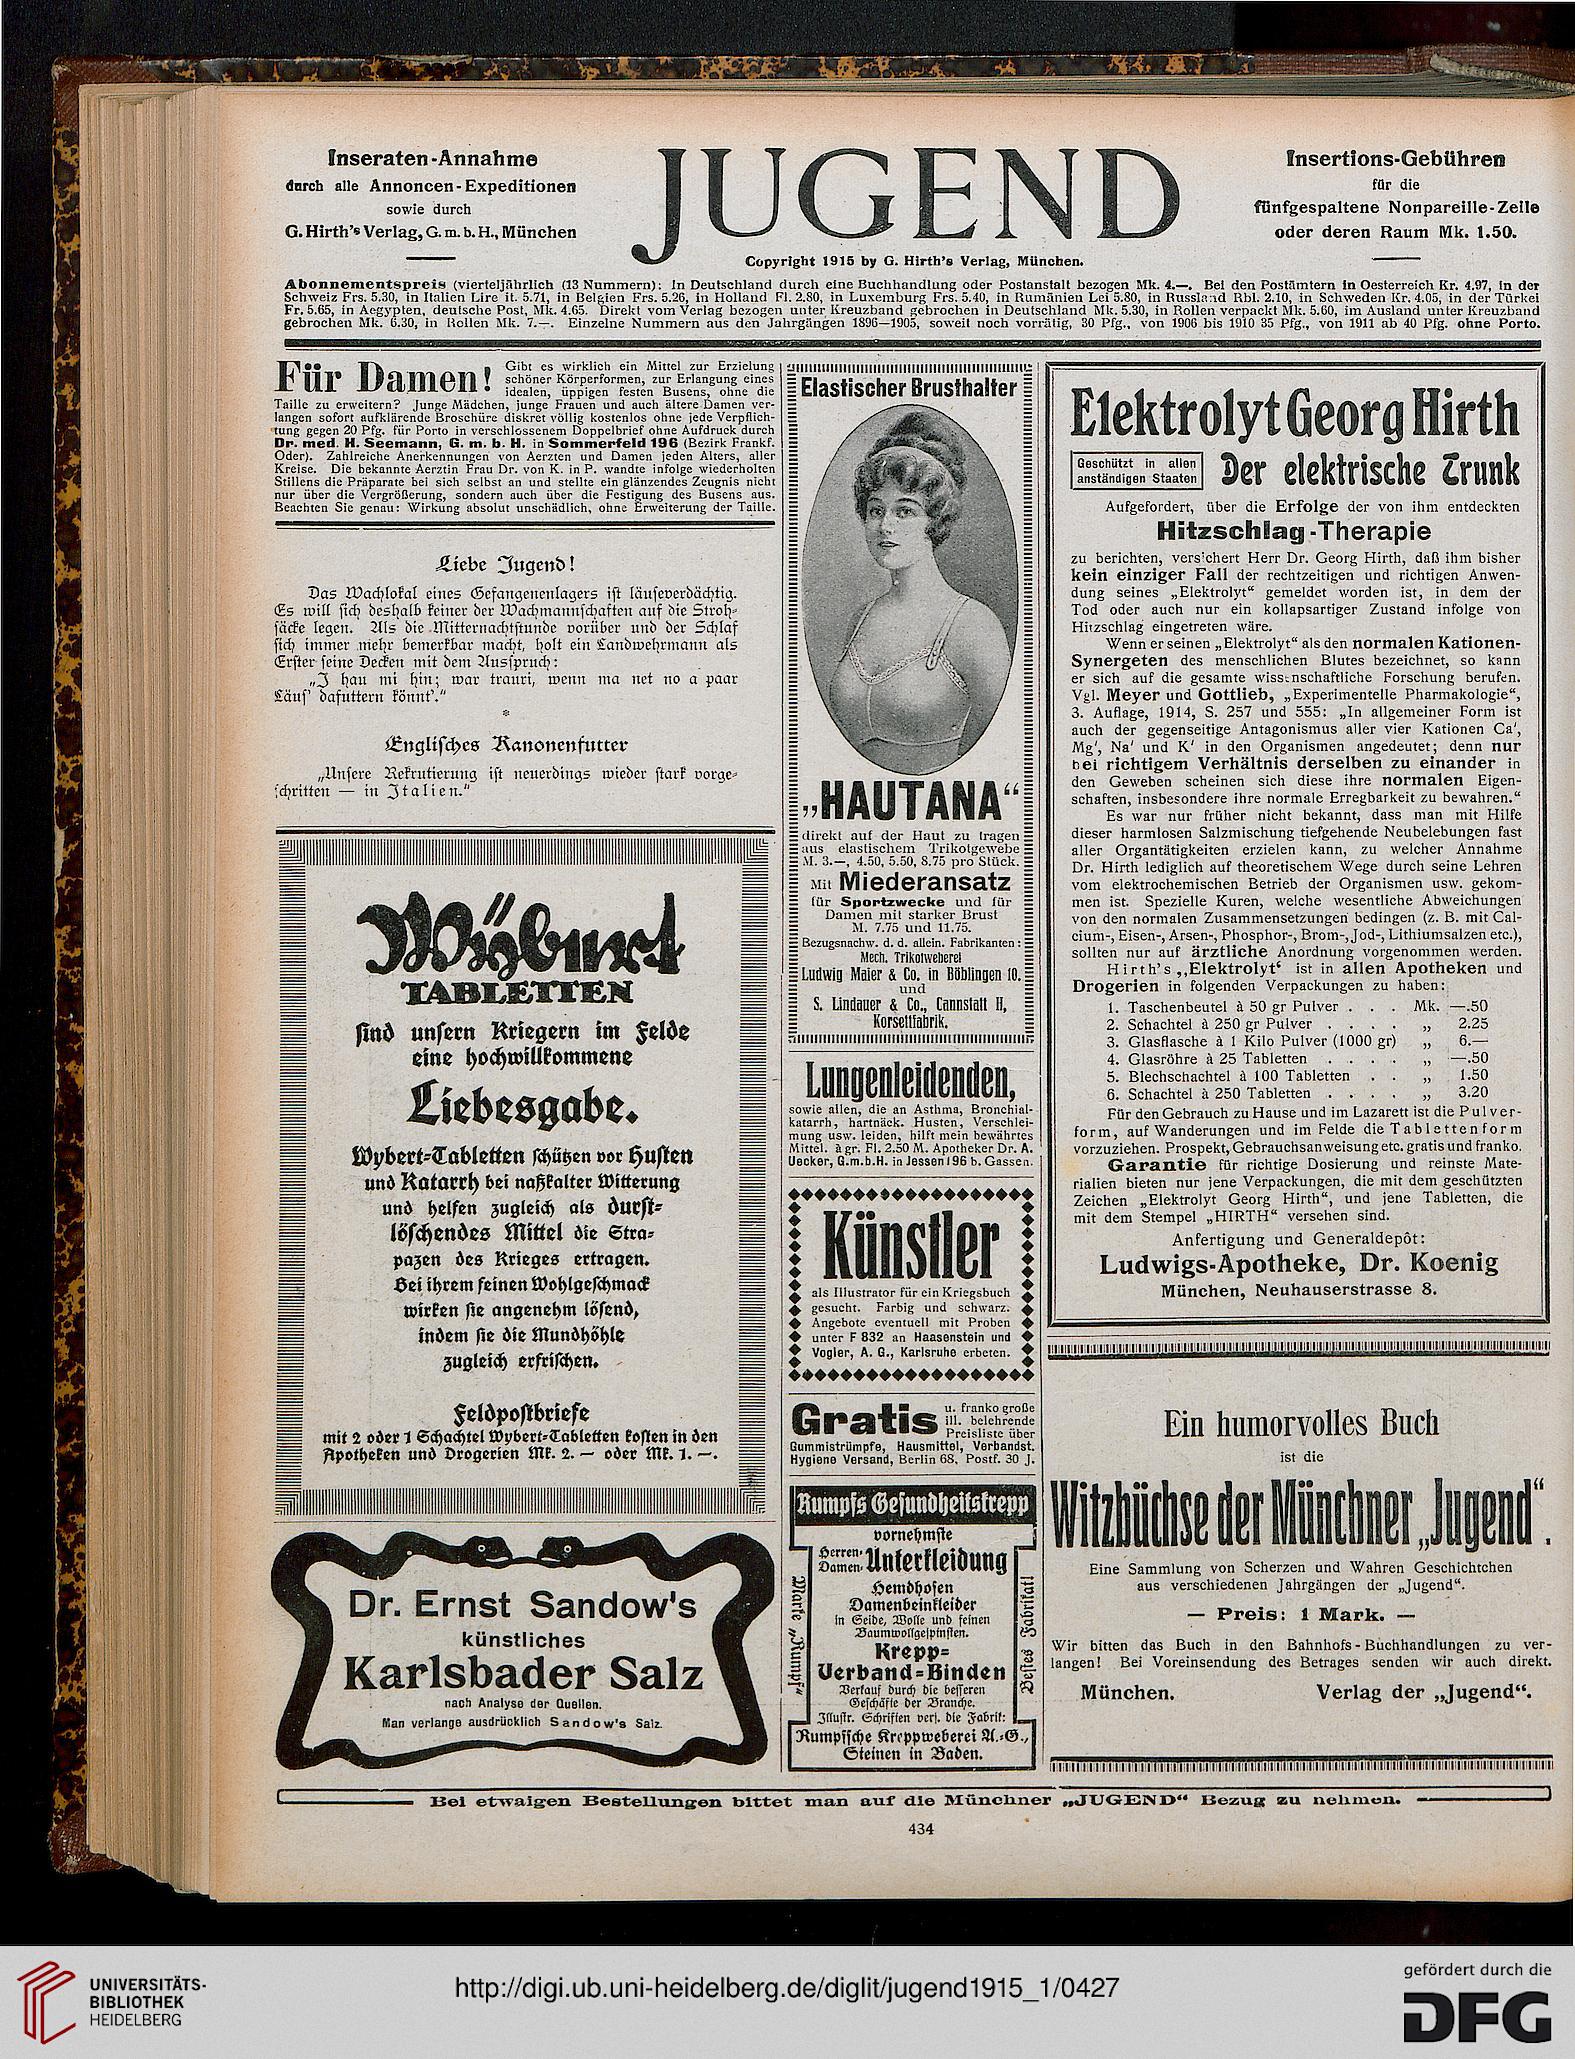 Inseraten-Annahme
durch alle Annoncen-Expeditionen
sowie durch
G. Hirth's Verlag, G. m. b. H., München
JUGEND
Copyright 1915 by G. Hirth's Verlag, München.
Insertions-Gebühren
für die
fünfgespaltene Nonpareille-Zeile
oder deren Raum Mk. 1.50.
Abonnementspreis (vierteljährlich (13 Nummern): In Deutschland durch eine Buchhandlung oder Postanstalt bezogen Mk. 4.—. Bei den Postämtern in Oesterreich Kr. 4.97, in der
Schweiz Frs. 5.30, in Italien Lire it. 5.71, in Belgien Frs. 5.26, in Holland Fl. 2.80, in Luxemburg Frs. 5.40, in Rumänien Lei 5.80, in Russland Rbl. 2.10, in Schweden Kr. 4.05, in der Türkei
Fr. 5.65, in Aegypten, deutsche Post, Mk. 4.65. Direkt vom Verlag bezogen unter Kreuzband gebrochen in Deutschland Mk. 5.30, in Rollen verpackt Mk. 5.60, im Ausland unter Kreuzband
gebrochen Mk. 6.30, in Rollen Mk. 7.—. Einzelne Nummern aus den Jahrgängen 1896—1905, soweit noch vorrätig, 30 Pfg., von 1906 bis 1910 35 Pfg., von 1911 ab 40 Pfg. ohne Porto.
Für Damen! Gibt es wirklich ein Mittel zur Erzielung
schöner Körperformen, zur Erlangung eines
idealen, üppigen festen Busens, ohne die
Taille zu erweitern? Junge Mädchen, junge Frauen und auch ältere Damen ver-
langen sofort aufklärende Broschüre diskret völlig kostenlos ohne jede Verpflich-
tung gegen 20 Pfg. für Porto in verschlossenem Doppelbrief ohne Aufdruck durch
Dr. med. H. Seemann, G. m. b. H. in Sommerfeld 196 (Bezirk Frankf.
Oder). Zahlreiche Anerkennungen von Aerzten und Damen jeden Alters, aller
Kreise. Die bekannte Aerztin Frau Dr. von K. in P. wandte infolge wiederholten
Stillens die Präparate bei sich selbst an und stellte ein glänzendes Zeugnis nicht
nur über die Vergrößerung, sondern auch über die Festigung des Busens aus.
Beachten Sie genau: Wirkung absolut unschädlich, ohne Erweiterung der Taille.
Liebe Jugend!
Das Wachlokal eines Gefangenenlagers ist läuseverdächtig.
Es will sich deshalb keiner der Wachmannschaften auf die Stroh-
säcke legen. Als die Mitternachtstunde vorüber und der Schlaf
sich immer mehr bemerkbar macht, holt ein Landwehrmann als
Erster seine Decken mit dem Ausspruch:
„J hau mi hin; war trauri, wenn ma net no a paar
Läus' dafuttern könnt'."
*
Englisches Kanonenfutter
„Unsere Rekrutierung ist neuerdings wieder stark vorge-
schritten — in Italien."
Wybert
TABLETTEN
sind unsern Kriegern im Felde
eine hochwillkommene
Liebesgabe.
Wybert-Tabletten schützen vor Husten
und Katarrh bei naßkalter Witterung
und helfen zugleich als durst-
löschendes Mittel die Stra-
pazen des Krieges ertragen.
Bei ihrem feinen Wohlgeschmack
wirken sie angenehm lösend,
indem sie die Mundhöhle
zugleich erfrischen.
Feldpostbriefe
mit 2 oder 1 Schachtel Wybert-Tabletten kosten in den
Apotheken und Drogerien Mk. 2. — oder Mk. 1. —.
Dr. Ernst Sandow's
künstliches
Karlsbader Salz
nach Analyse der Quellen.
Man verlange ausdrücklich Sandow's Salz.
Elastischer Brusthalter
„HAUTANA"
direkt auf der Haut zu tragen
aus elastischem Trikotgewebe
M. 3.—, 4.50, 5.50, 8.75 pro Stück.
Mit Miederansatz
für Sportzwecke und für
Damen mit starker Brust
M. 7.75 und 11.75.
Bezugsnachw. d. d. allein. Fabrikanten:
Mech. Trikotweberei
Ludwig Maier & Co. in Böblingen 10.
und
S. Lindauer & Co., Cannstatt H,
Korsettfabrik.
Lungenleidenden,
sowie allen, die an Asthma, Bronchial-
katarrh, hartnäck. Husten, Verschlei-
mung usw. leiden, hilft mein bewährtes
Mittel. à gr. Fl. 2.50 M. Apotheker Dr. A.
Uecker, G.m.b.H. in Jessen 196 b. Gassen.
Künstler
als Illustrator für ein Kriegsbuch
gesucht. Farbig und schwarz.
Angebote eventuell mit Proben
unter F 832 an Haasenstein und
Vogler, A. G., Karlsruhe erbeten.
Gratis u. franko große
ill. belehrende
Preisliste über
Gummistrümpfe, Hausmittel, Verbandst.
Hygiene Versand, Berlin 68, Postf. 30 J.
Rumpfs Gesundheitskrepp
vornehmste
Herren-
Damen- Unterkleidung
Hemdhosen
Damenbeinkleider
in Seide, Wolle und feinen
Baumwollgespinsten.
Krepp-
Verband-Binden
Verkauf durch die besseren
Geschäfte der Branche.
Illustr. Schriften vers. die Fabrik:
Marke „Rumpf"
Bestes Fabrikat!
Rumpfsche Kreppweberei A.-G.,
Steinen in Baden.
Elektrolyt Georg Hirth
Geschützt in allen
anständigen Staaten
Der elektrische Trunk
Aufgefordert, über die Erfolge der von ihm entdeckten
Hitzschlag-Therapie
zu berichten, versichert Herr Dr. Georg Hirth, daß ihm bisher
kein einziger Fall der rechtzeitigen und richtigen Anwen-
dung seines „Elektrolyt" gemeldet worden ist, in dem der
Tod oder auch nur ein kollapsartiger Zustand infolge von
Hitzschlag eingetreten wäre.
Wenn er seinen „Elektrolyt" als den normalen Kationen-
Synergeten des menschlichen Blutes bezeichnet, so kann
er sich auf die gesamte wissenschaftliche Forschung berufen.
Vgl. Meyer und Gottlieb, „Experimentelle Pharmakologie",
3. Auflage, 1914, S. 257 und 555: „In allgemeiner Form ist
auch der gegenseitige Antagonismus aller vier Kationen Ca',
Mg', Na' und K' in den Organismen angedeutet; denn nur
bei richtigem Verhältnis derselben zu einander in
den Geweben scheinen sich diese ihre normalen Eigen-
schaften, insbesondere ihre normale Erregbarkeit zu bewahren."
Es war nur früher nicht bekannt, dass man mit Hilfe
dieser harmlosen Salzmischung tiefgehende Neubelebungen fast
aller Organtätigkeiten erzielen kann, zu welcher Annahme
Dr. Hirth lediglich auf theoretischem Wege durch seine Lehren
vom elektrochemischen Betrieb der Organismen usw. gekom-
men ist. Spezielle Kuren, welche wesentliche Abweichungen
von den normalen Zusammensetzungen bedingen (z. B. mit Cal-
cium-, Eisen-, Arsen-, Phosphor-, Brom-, Jod-, Lithiumsalzen etc.),
sollten nur auf ärztliche Anordnung vorgenommen werden.
Hirth's „Elektrolyt' ist in allen Apotheken und
Drogerien in folgenden Verpackungen zu haben:
1. Taschenbeutel à 50 gr Pulver . . . Mk. —.50
2. Schachtel à 250 gr Pulver . . . . „ 2.25
3. Glasflasche à 1 Kilo Pulver (1000 gr) „ 6.—
4. Glasröhre à 25 Tabletten . . . . „ —.50
5. Blechschachtel à 100 Tabletten . . „ 1.50
6. Schachtel à 250 Tabletten . . . . „ 3.20
Für den Gebrauch zu Hause und im Lazarett ist die Pulver-
form, auf Wanderungen und im Felde die Tablettenform
vorzuziehen. Prospekt, Gebrauchsanweisung etc. gratis und franko.
Garantie für richtige Dosierung und reinste Mate-
rialien bieten nur jene Verpackungen, die mit dem geschützten
Zeichen „Elektrolyt Georg Hirth", und jene Tabletten, die
mit dem Stempel „HIRTH" versehen sind.
Anfertigung und Generaldepôt:
Ludwigs-Apotheke, Dr. Koenig
München, Neuhauserstrasse 8.
Ein humorvolles Buch
ist die
Witzbüchse der Münchner „Jugend".
Eine Sammlung von Scherzen und Wahren Geschichtchen
aus verschiedenen Jahrgängen der „Jugend".
— Preis: 1 Mark. —
Wir bitten das Buch in den Bahnhofs-Buchhandlungen zu ver-
langen! Bei Voreinsendung des Betrages senden wir auch direkt.
München. Verlag der „Jugend".
Bei etwaigen Bestellungen bittet man auf die Münchner „JUGEND" Bezug zu nehmen.
434
UNIVERSITÄTS-
BIBLIOTHEK
HEIDELBERG
http://digi.ub.uni-heidelberg.de/diglit/jugend1915_1/0427
gefördert durch die
DFG